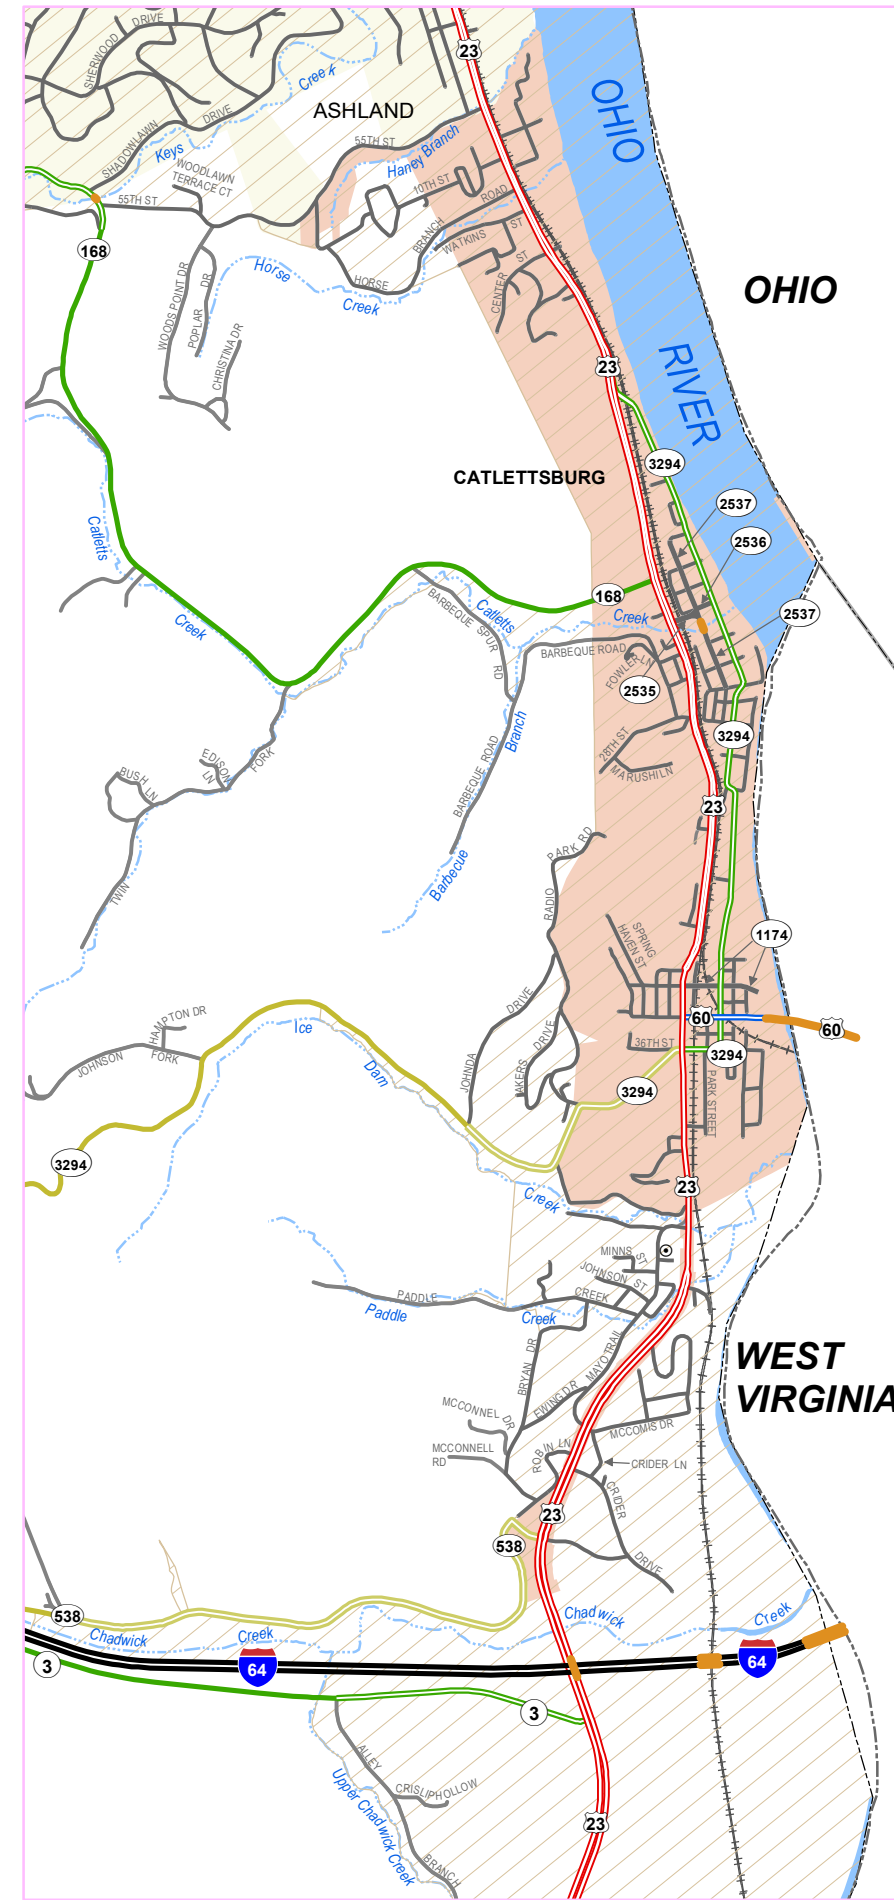 SHERWOOD
DRIVE
23
Creek
ASHLAND
OHIO
SHADOWLAWN
DRIVE
Keys
55TH ST
Haney Branch
WOODLAWN
TERRACE CT
10TH ST
55TH ST
ROAD
BRANCH
WATKINS
ST
168
WOODS POINT DR
POPLAR
DR
Horse
Creek
HORSE
CENTER
ST
OHIO
CHRISTINA DR
23
RIVER
CATLETTSBURG
3294
2537
2536
Catletts
Creek
168
BARBEQUE SPUR
RD
Catletts
Creek
2537
BARBEQUE ROAD
FOWLER LN
2535
Branch
28TH ST
MARUSHI LN
3294
EDISON
LN
FORK
BUSH
LN
BARBEQUE ROAD
23
TWIN
Barbecue
PARK RD
RADIO
SPRING
HAVEN ST
1174
HAMPTON DR
JOHNSON
FORK
Ice
Dam
DRIVE
JOHNDA
DRIVE
AKERS
60
60
36TH ST
3294
3294
PARK STREET
3294
Creek
23
MINNS
ST
JOHNSON ST
PADDLE
CREEK
Paddle
Creek
BRYAN DR
MAYO TRAIL
WEST
VIRGINIA
EWING DR
MCCONNEL DR
MCCOMIS DR
MCCONNELL
RD
ROBIN LN
CRIDER LN
CRIDER
23
538
DRIVE
538
Chadwick
Creek
Chadwick
Creek
64
64
3
3
ALLEY
CRISLIPHOLLOW
Upper Chadwick Creek
23
BRANCH